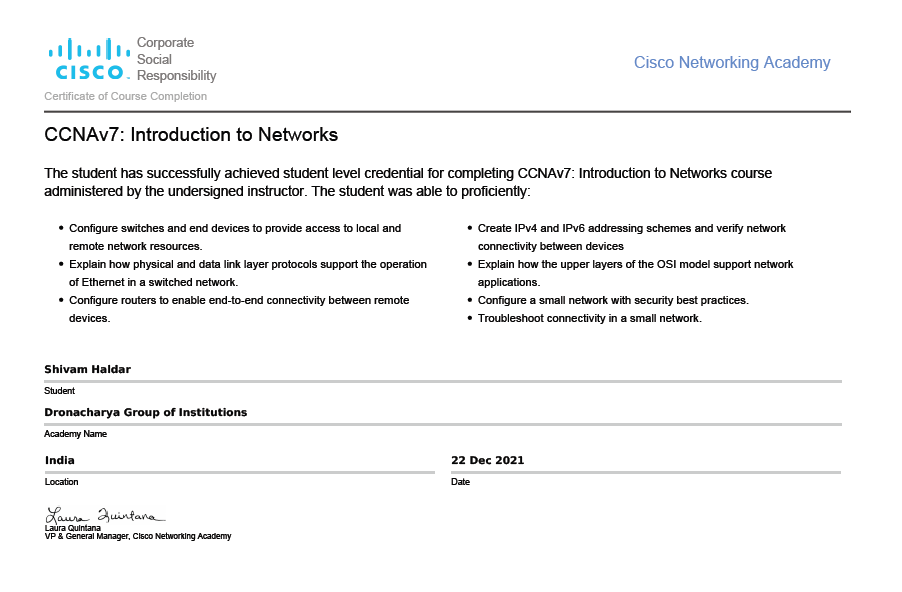 CISCO.
Corporate
Social
Responsibility
Cisco Networking Academy
Certificate of Course Completion
CCNAv7: Introduction to Networks
The student has successfully achieved student level credential for completing CCNAv7: Introduction to Networks course
administered by the undersigned instructor. The student was able to proficiently:
• Configure switches and end devices to provide access to local and
remote network resources.
• Explain how physical and data link layer protocols support the operation
of Ethernet in a switched network.
• Configure routers to enable end-to-end connectivity between remote
devices.
• Create IPv4 and IPv6 addressing schemes and verify network
connectivity between devices
• Explain how the upper layers of the OSI model support network
applications.
• Configure a small network with security best practices.
• Troubleshoot connectivity in a small network.
Shivam Haldar
Student
Dronacharya Group of Institutions
Academy Name
India
Location
22 Dec 2021
Date
Laura Quintana
Laura Quintana
VP & General Manager, Cisco Networking Academy